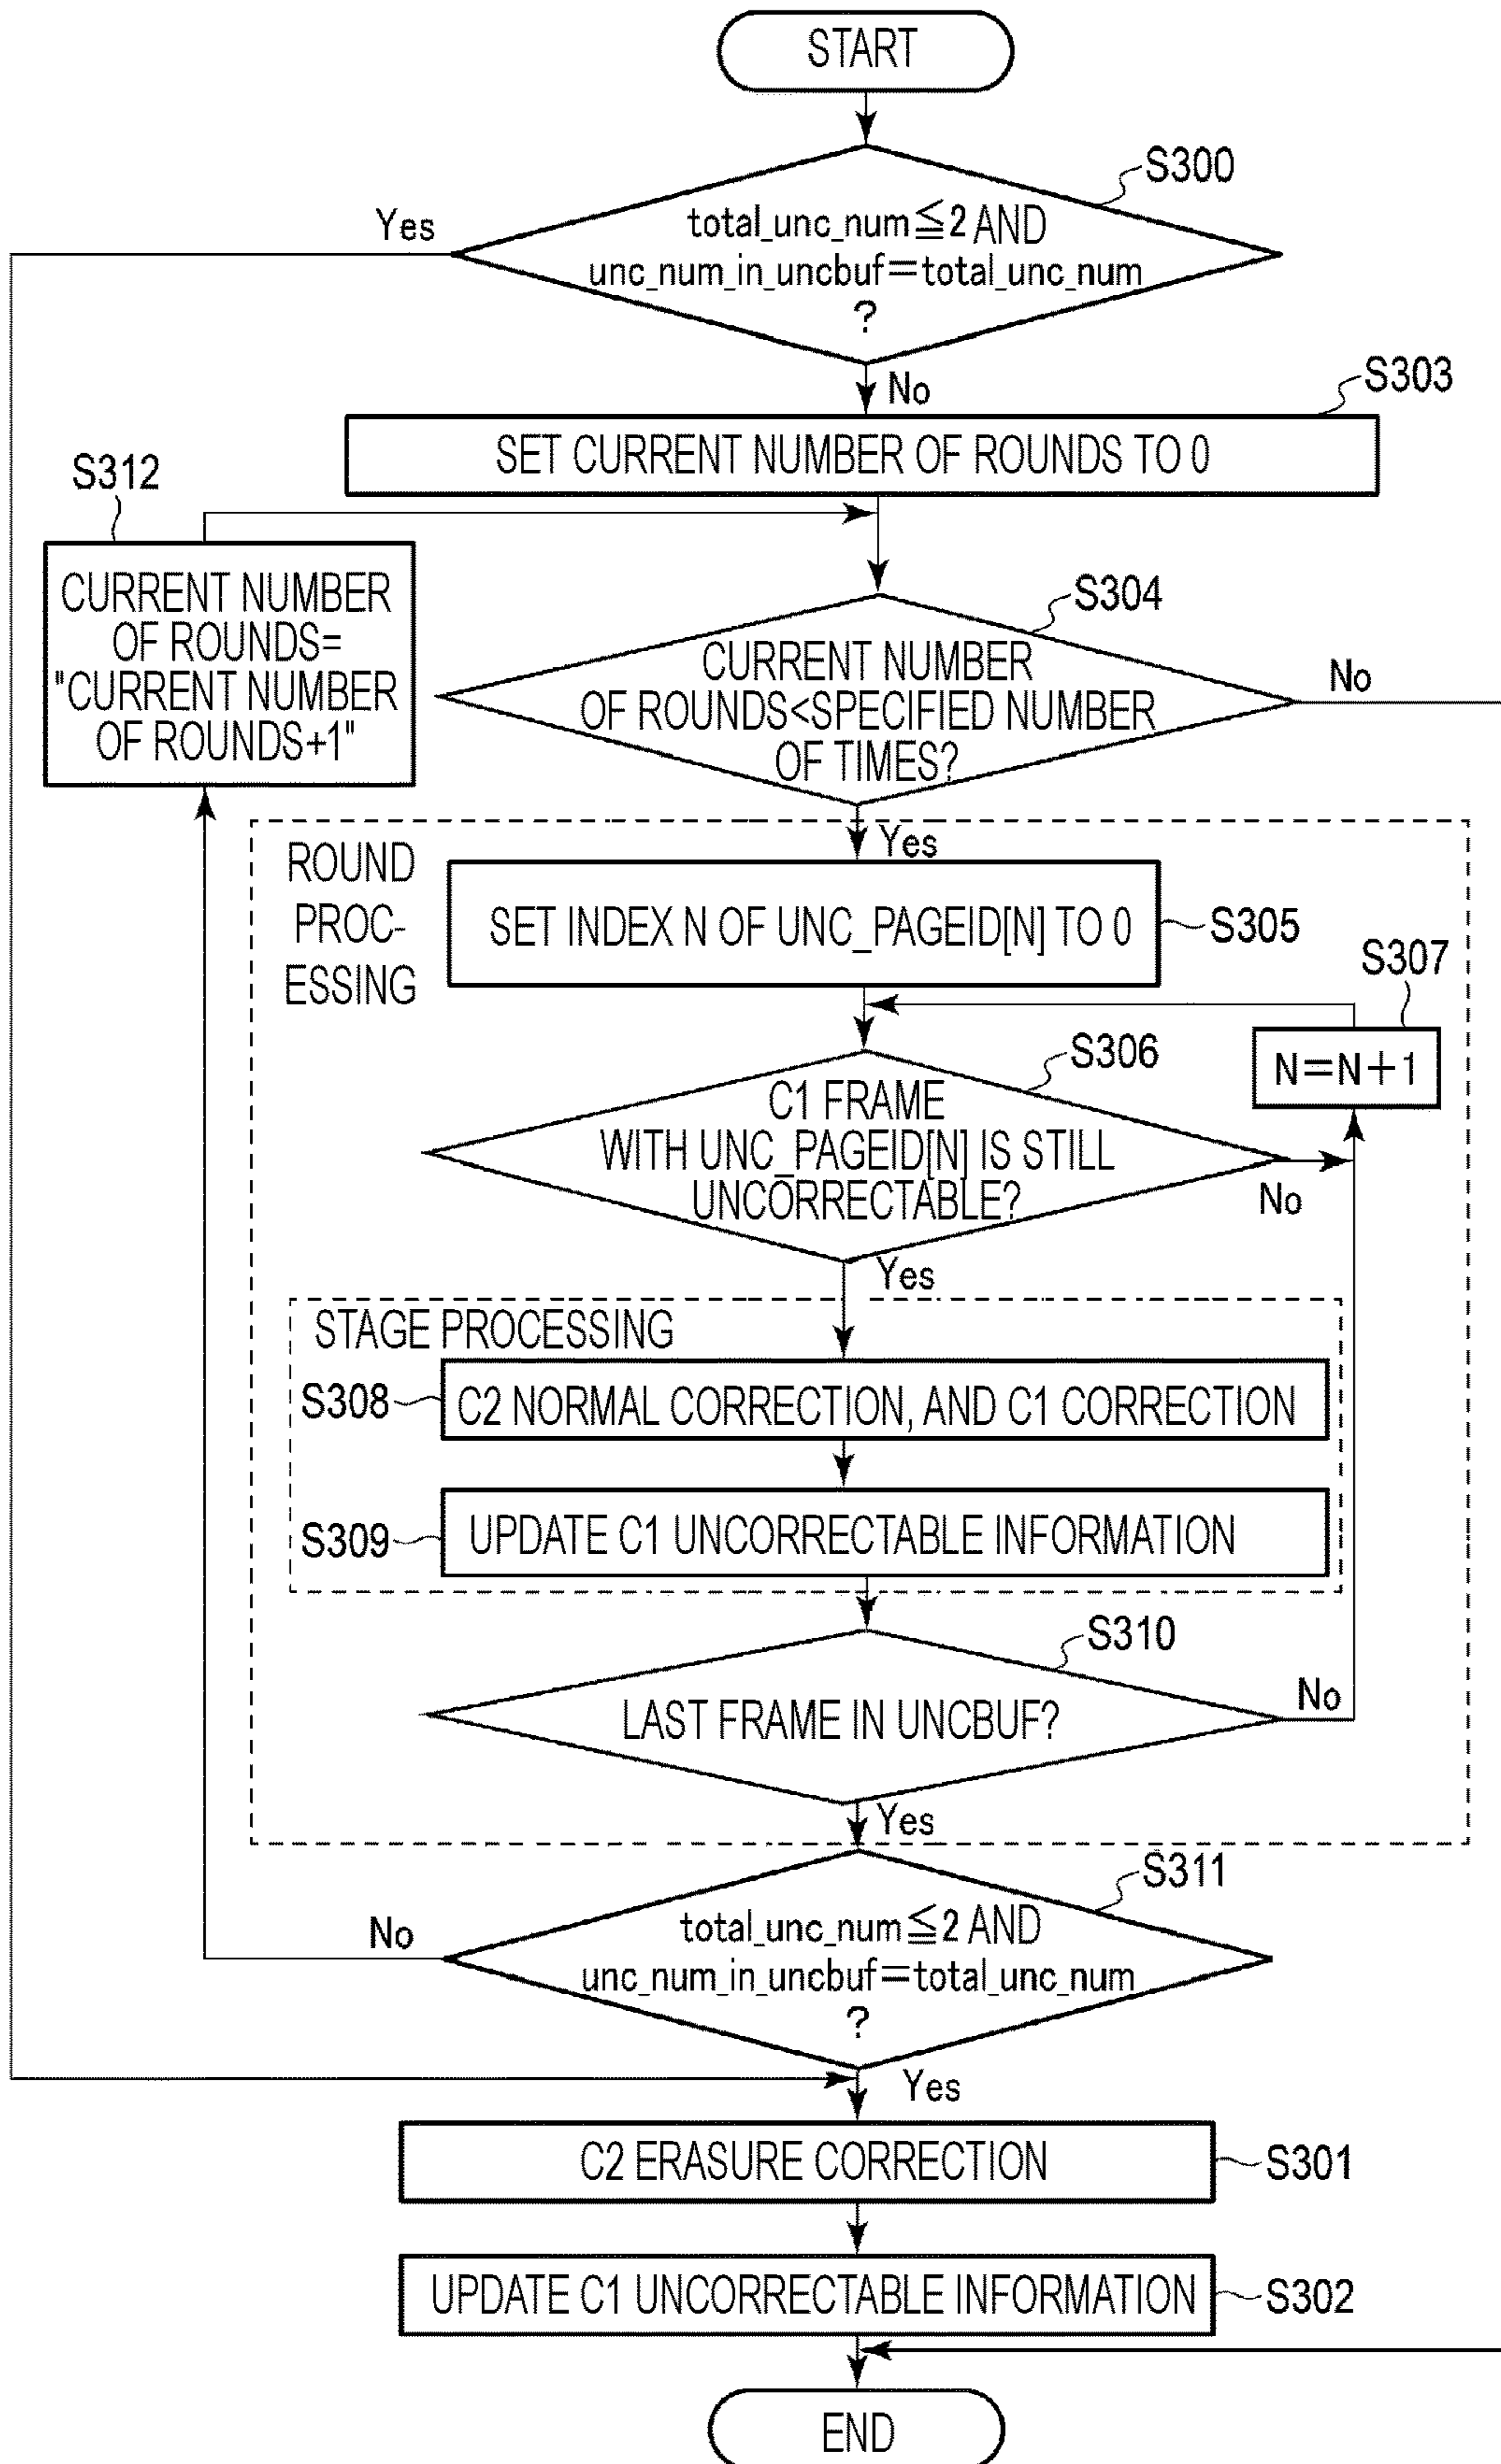 START
S300
Yes
total_unc_num≦2 AND
unc_num_in_uncbuf=total_unc_num
?
No
S303
SET CURRENT NUMBER OF ROUNDS TO 0
S312
CURRENT NUMBER
OF ROUNDS=
"CURRENT NUMBER
OF ROUNDS+1"
S304
CURRENT NUMBER
OF ROUNDS<SPECIFIED NUMBER
OF TIMES?
No
Yes
ROUND
PROC-
ESSING
SET INDEX N OF UNC_PAGEID[N] TO 0
S305
S307
N=N+1
S306
C1 FRAME
WITH UNC_PAGEID[N] IS STILL
UNCORRECTABLE?
No
Yes
STAGE PROCESSING
S308
C2 NORMAL CORRECTION, AND C1 CORRECTION
S309
UPDATE C1 UNCORRECTABLE INFORMATION
S310
LAST FRAME IN UNCBUF?
No
Yes
S311
No
total_unc_num≦2 AND
unc_num_in_uncbuf=total_unc_num
?
Yes
C2 ERASURE CORRECTION
S301
UPDATE C1 UNCORRECTABLE INFORMATION
S302
END